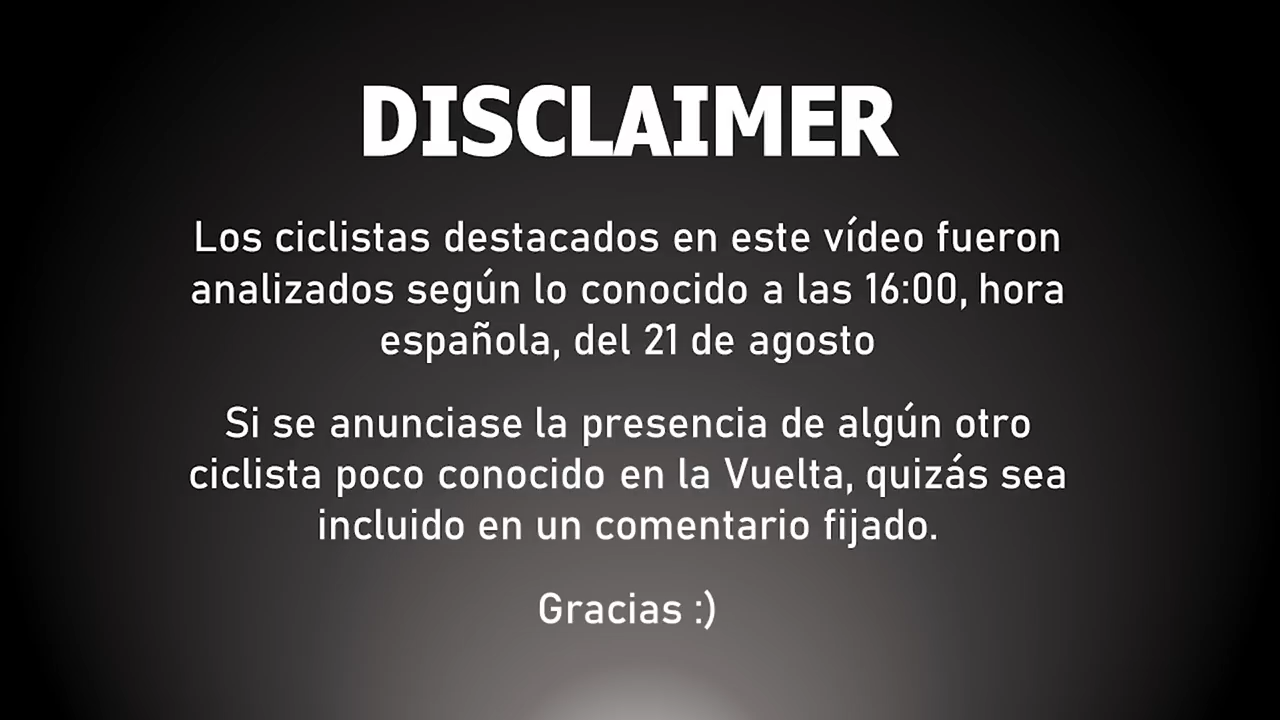 DISCLAIMER
Los ciclistas destacados en este vídeo fueron
analizados según lo conocido a las 16:00, hora
española, del 21 de agosto
Si se anunciase la presencia de algún otro
ciclista poco conocido en la Vuelta, quizás sea
incluido en un comentario fijado.
Gracias :)